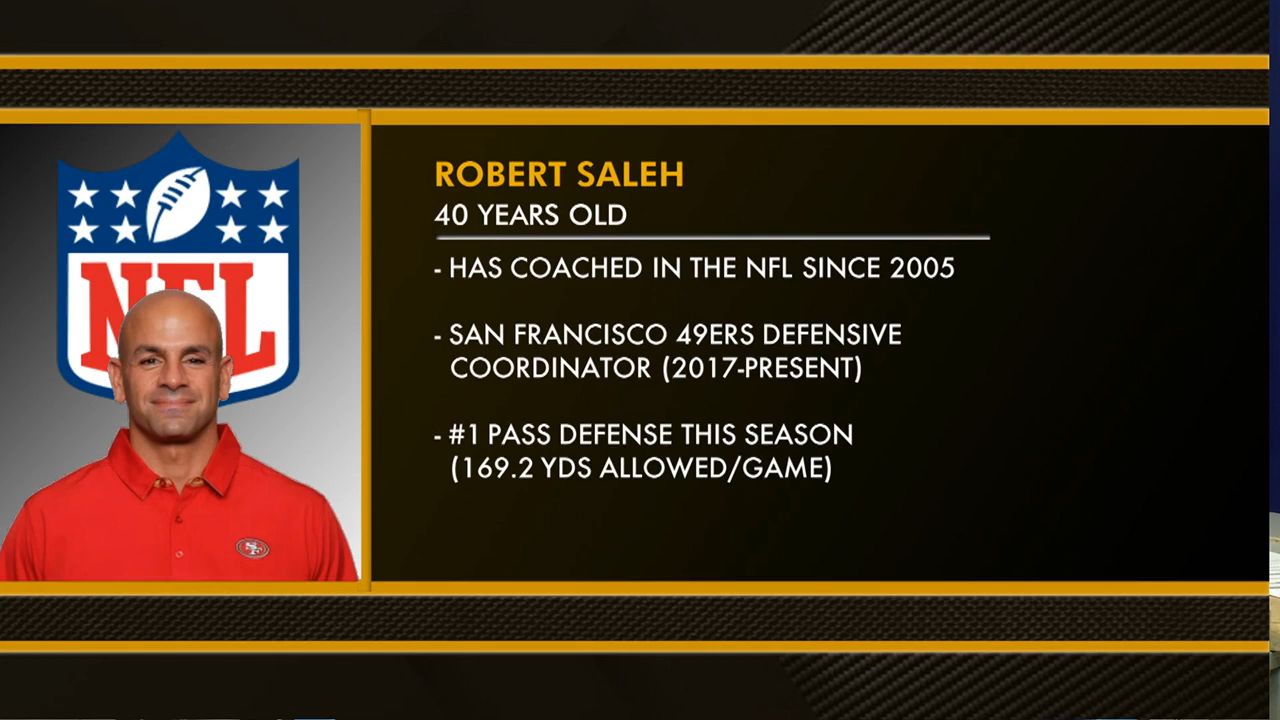 NFL
SF
ROBERT SALEH
40 YEARS OLD
- HAS COACHED IN THE NFL SINCE 2005
- SAN FRANCISCO 49ERS DEFENSIVE
COORDINATOR (2017-PRESENT)
- #1 PASS DEFENSE THIS SEASON
(169.2 YDS ALLOWED/GAME)